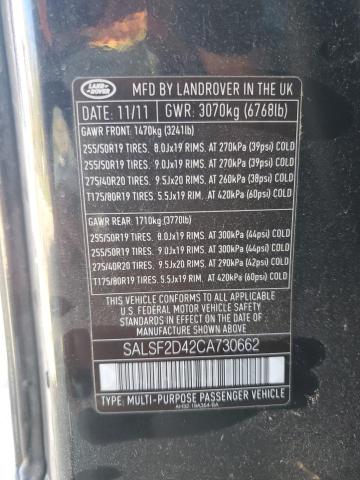 LAND
ROVER
MFD BY LANDROVER IN THE UK
DATE: 11/11 GWR: 3070kg (6768lb)
GAWR FRONT: 1470kg (3241lb)
255/50R19 TIRES, 8.0Jx19 RIMS, AT 270kPa (39psi) COLD
255/50R19 TIRES, 9.0Jx19 RIMS, AT 270kPa (39psi) COLD
275/40R20 TIRES, 9.5Jx20 RIMS, AT 260kPa (38psi) COLD
T175/80R19 TIRES, 5.5Jx19 RIM, AT 420kPa (60psi) COLD
GAWR REAR: 1710kg (3770lb)
255/50R19 TIRES, 8.0Jx19 RIMS, AT 300kPa (44psi) COLD
255/50R19 TIRES, 9.0Jx19 RIMS, AT 300kPa (44psi) COLD
275/40R20 TIRES, 9.5Jx20 RIMS, AT 290kPa (42psi) COLD
T175/80R19 TIRES, 5.5Jx19 RIM, AT 420kPa (60psi) COLD
THIS VEHICLE CONFORMS TO ALL APPLICABLE
U.S. FEDERAL MOTOR VEHICLE SAFETY
STANDARDS IN EFFECT ON THE DATE OF
MANUFACTURE SHOWN ABOVE
SALSF2D42CA730662
TYPE: MULTI-PURPOSE PASSENGER VEHICLE
AH32-19A364-BA